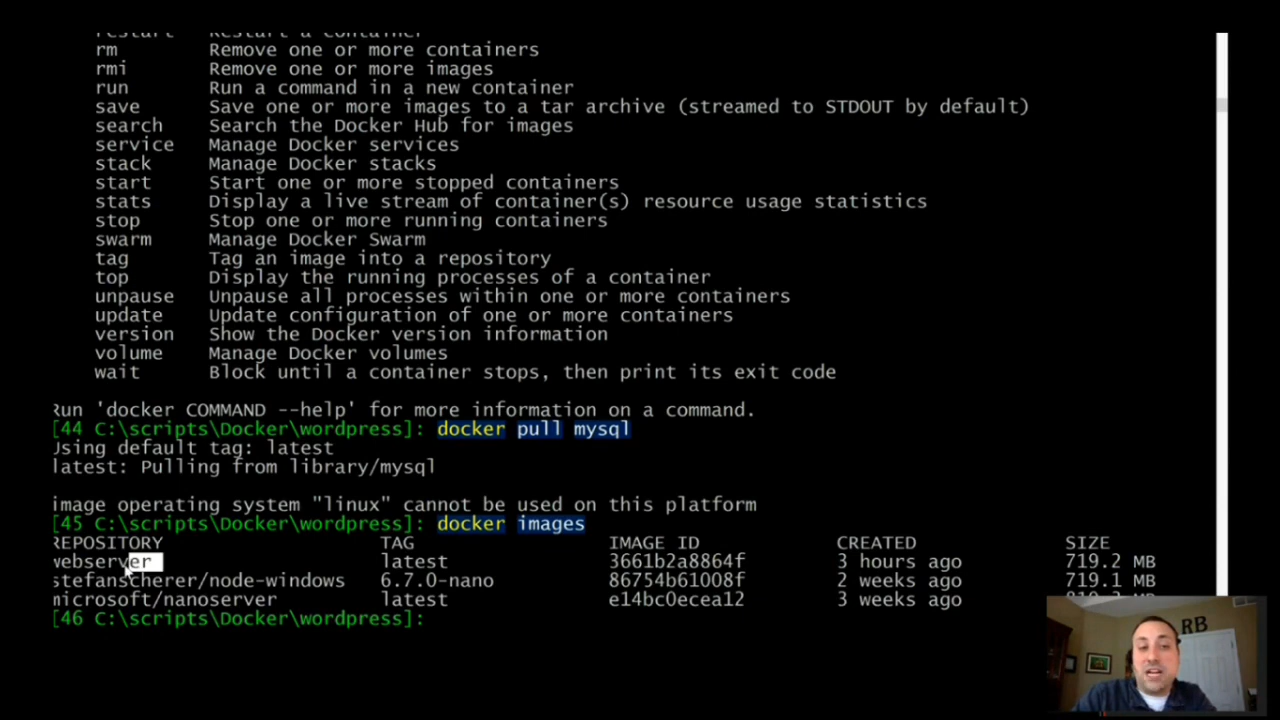 restart Restart a container
rm Remove one or more containers
rmi Remove one or more images
run Run a command in a new container
save Save one or more images to a tar archive (streamed to STDOUT by default)
search Search the Docker Hub for images
service Manage Docker services
stack Manage Docker stacks
start Start one or more stopped containers
stats Display a live stream of container(s) resource usage statistics
stop Stop one or more running containers
swarm Manage Docker Swarm
tag Tag an image into a repository
top Display the running processes of a container
unpause Unpause all processes within one or more containers
update Update configuration of one or more containers
version Show the Docker version information
volume Manage Docker volumes
wait Block until a container stops, then print its exit code
Run 'docker COMMAND --help' for more information on a command.
[44 C:\scripts\Docker\wordpress]: docker pull mysql
Using default tag: latest
latest: Pulling from library/mysql
image operating system "linux" cannot be used on this platform
[45 C:\scripts\Docker\wordpress]: docker images
REPOSITORY TAG IMAGE ID CREATED SIZE
webserver latest 3661b2a8864f 3 hours ago 719.2 MB
stefanscherer/node-windows 6.7.0-nano 86754b61008f 2 weeks ago 719.1 MB
microsoft/nanoserver latest e14bc0ecea12 3 weeks ago MB
[46 C:\scripts\Docker\wordpress]:
RB